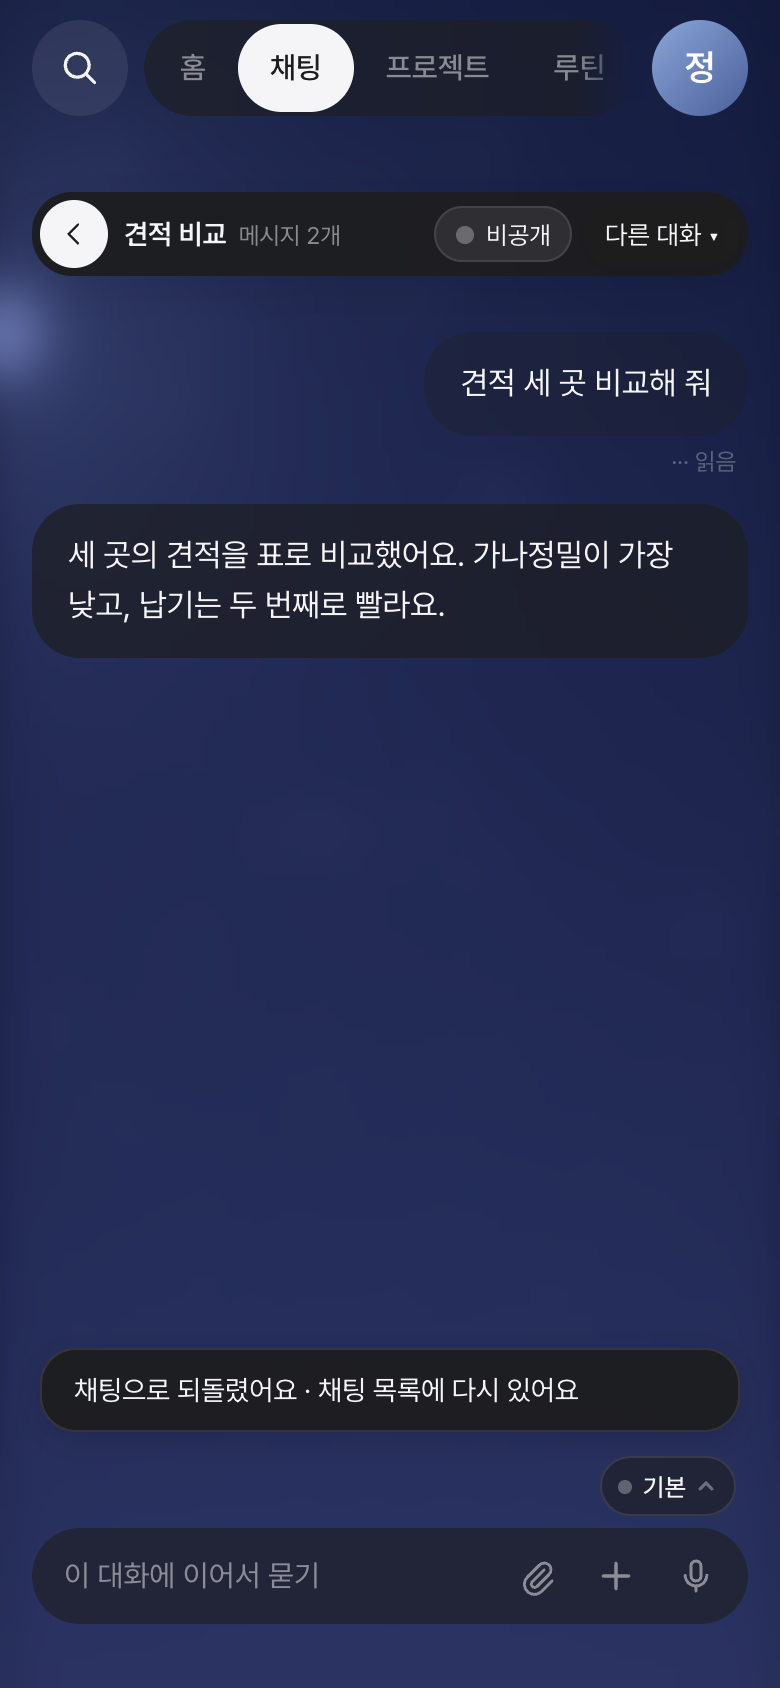 홈 채팅 프로젝트 루틴 정
견적 비교 메시지 2개 비공개 다른 대화 ▾
견적 세 곳 비교해 줘
··· 읽음
세 곳의 견적을 표로 비교했어요. 가나정밀이 가장
낮고, 납기는 두 번째로 빨라요.
채팅으로 되돌렸어요 · 채팅 목록에 다시 있어요
기본
이 대화에 이어서 묻기